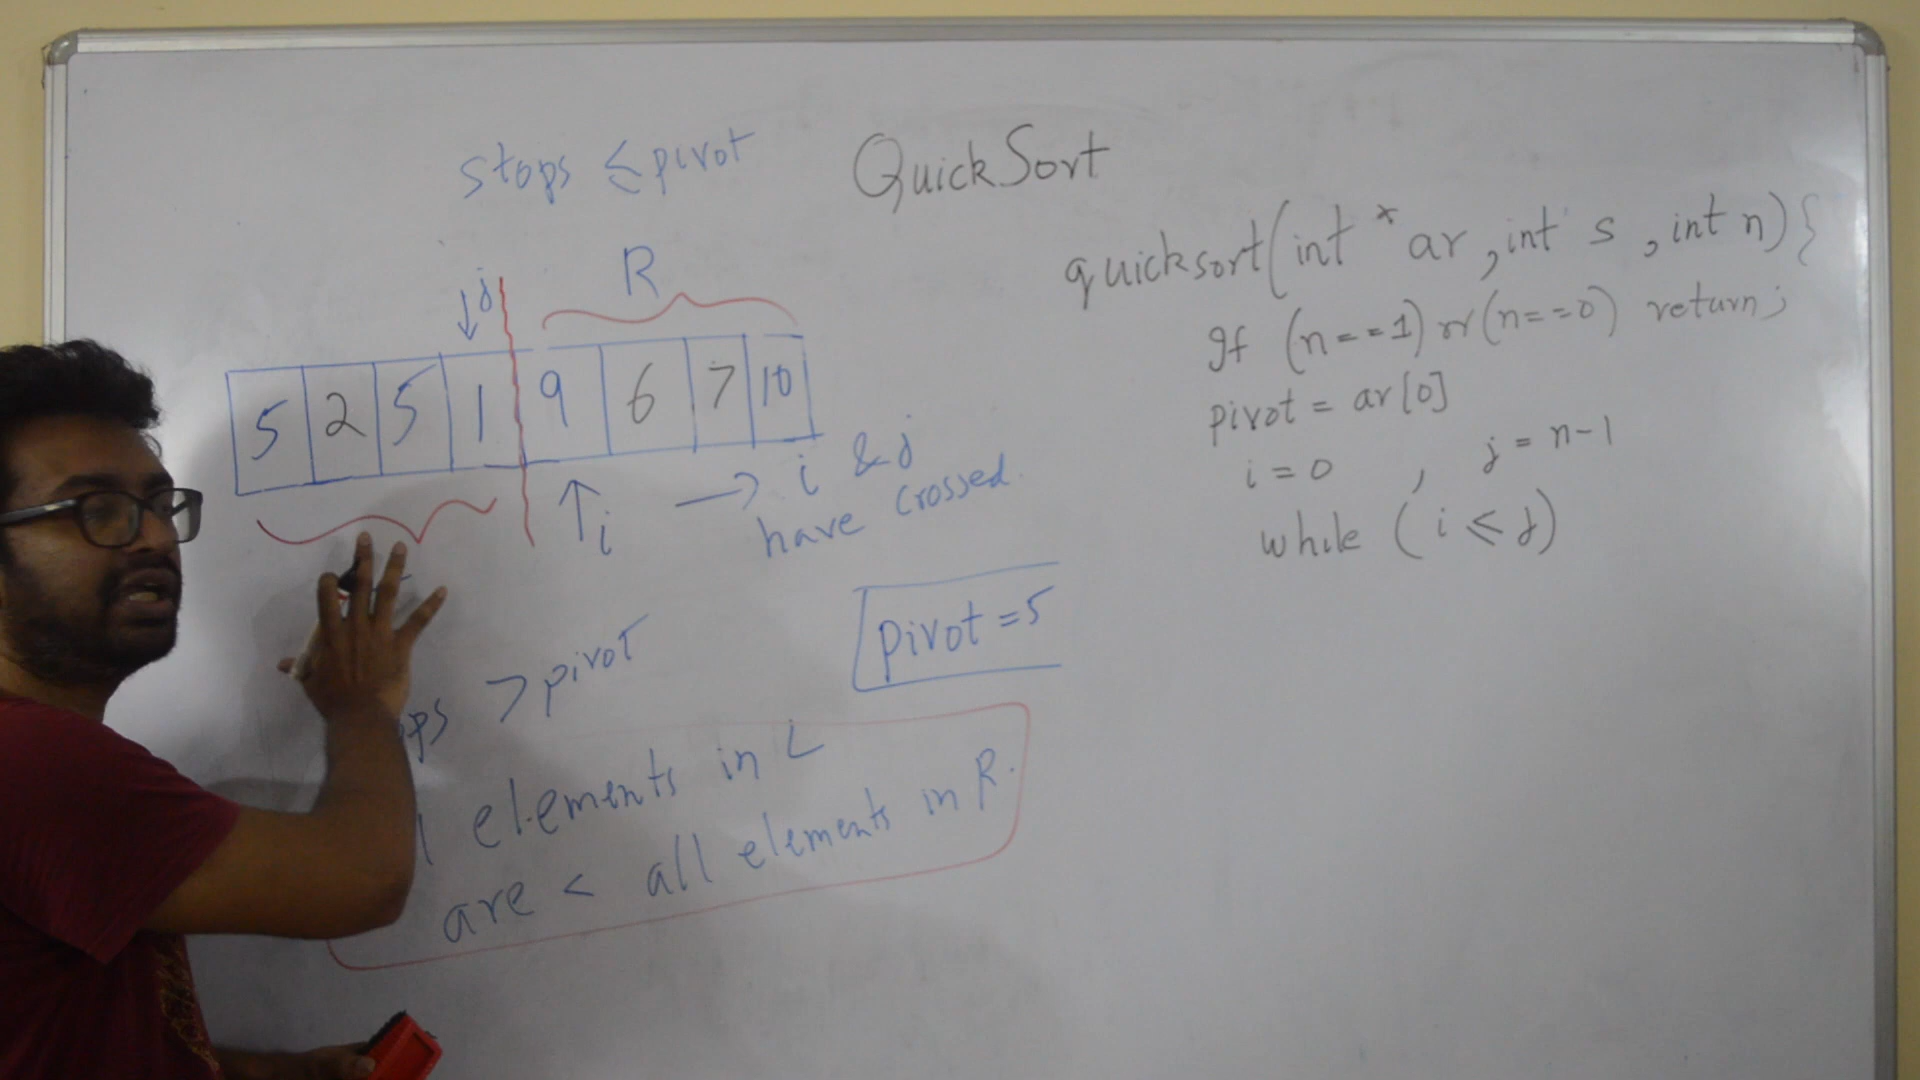 stops ≤ pivot
QuickSort
j
R
5 2 5 1 9 6 7 10
i
→ i & j
have crossed.
pivot = 5
> pivot
elements in L
are < all elements in R.
quicksort(int *ar, int s, int n){
If (n==1) or (n==0) return;
pivot = ar[0]
i = 0 , j = n-1
while (i ≤ j)